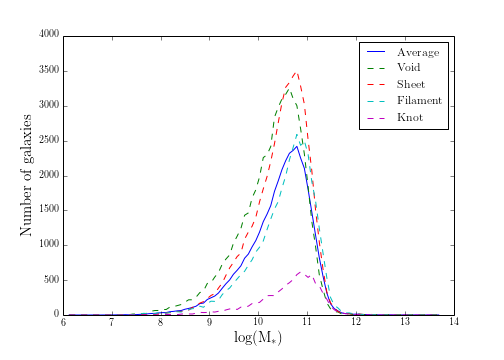 4000
3500
3000
2500
2000
1500
1000
500
0
Number of galaxies
6 7 8 9 10 11 12 13 14
log(M*)
Average
Void
Sheet
Filament
Knot